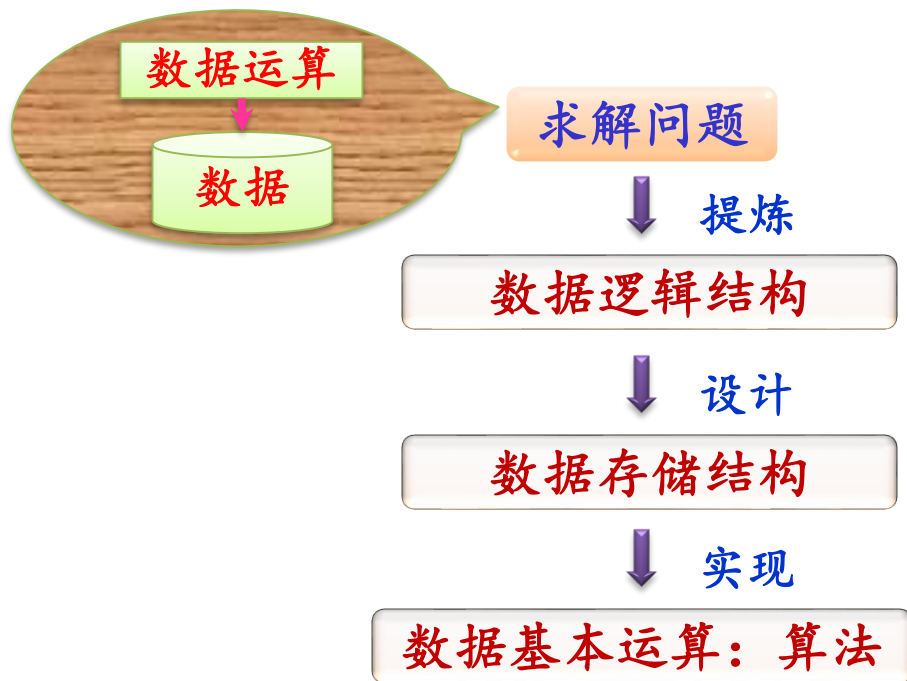 数据运算
数据
求解问题
提炼
数据逻辑结构
设计
数据存储结构
实现
数据基本运算：算法